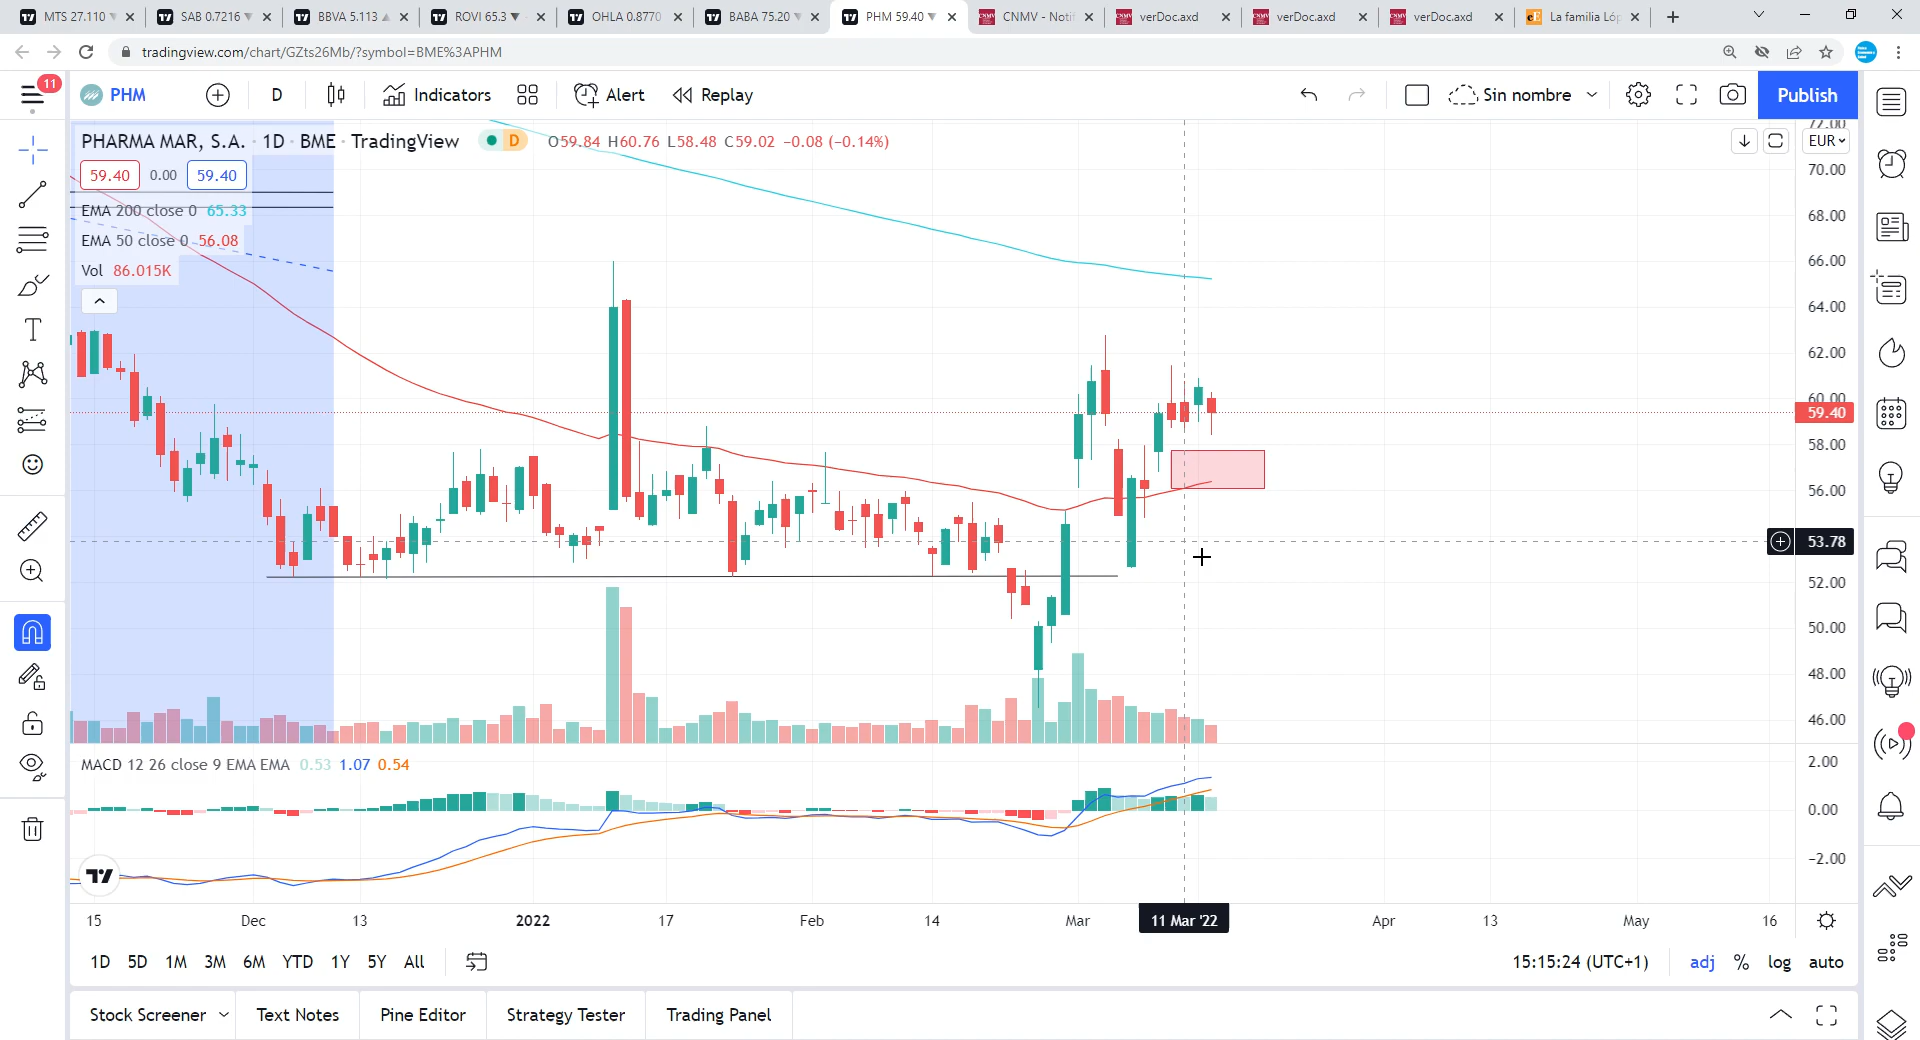 MTS 27.110 ▼
SAB 0.7216 ▼
BBVA 5.113 ▲
ROVI 65.3 ▼
OHLA 0.8770
BABA 75.20 ▼
PHM 59.40 ▼
CNMV - Notif
verDoc.axd
verDoc.axd
verDoc.axd
La familia Lóp
tradingview.com/chart/GZts26Mb/?symbol=BME%3APHM
11
PHM
D
Indicators
Alert
Replay
Sin nombre
Publish
PHARMA MAR, S.A. · 1D · BME · TradingView
D
O59.84 H60.76 L58.48 C59.02 −0.08 (−0.14%)
EUR
59.40 0.00 59.40
EMA 200 close 0 65.33
EMA 50 close 0 56.08
Vol 86.015K
72.00
70.00
68.00
66.00
64.00
62.00
60.00
59.40
58.00
56.00
53.78
52.00
50.00
48.00
46.00
MACD 12 26 close 9 EMA EMA 0.53 1.07 0.54
2.00
0.00
−2.00
15 Dec 13 2022 17 Feb 14 Mar 11 Mar '22 Apr 13 May 16
1D 5D 1M 3M 6M YTD 1Y 5Y All
15:15:24 (UTC+1) adj % log auto
Stock Screener
Text Notes
Pine Editor
Strategy Tester
Trading Panel